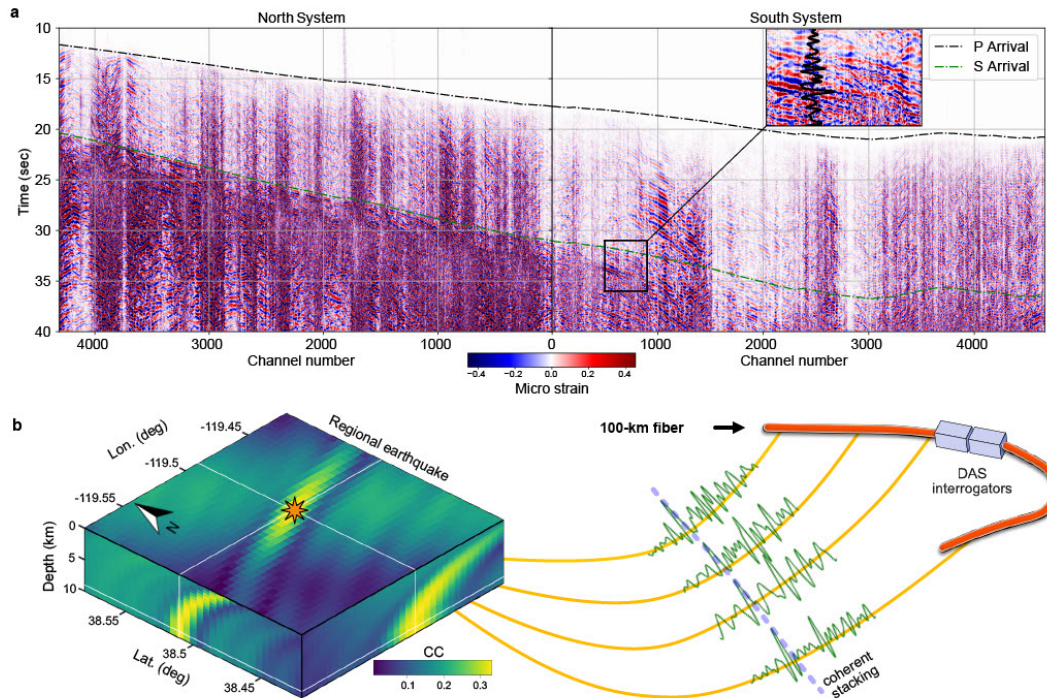 a
North System
South System
10
15
20
25
30
35
40
Time (sec)
P Arrival
S Arrival
4000 3000 2000 1000 0 1000 2000 3000 4000
Channel number
Channel number
−0.4 −0.2 0.0 0.2 0.4
Micro strain
b
Lon. (deg)
-119.45
-119.5
-119.55
Regional earthquake
N
0
5
10
Depth (km)
38.55
38.5
38.45
Lat. (deg)
CC
0.1 0.2 0.3
100-km fiber
DAS
interrogators
coherent
stacking